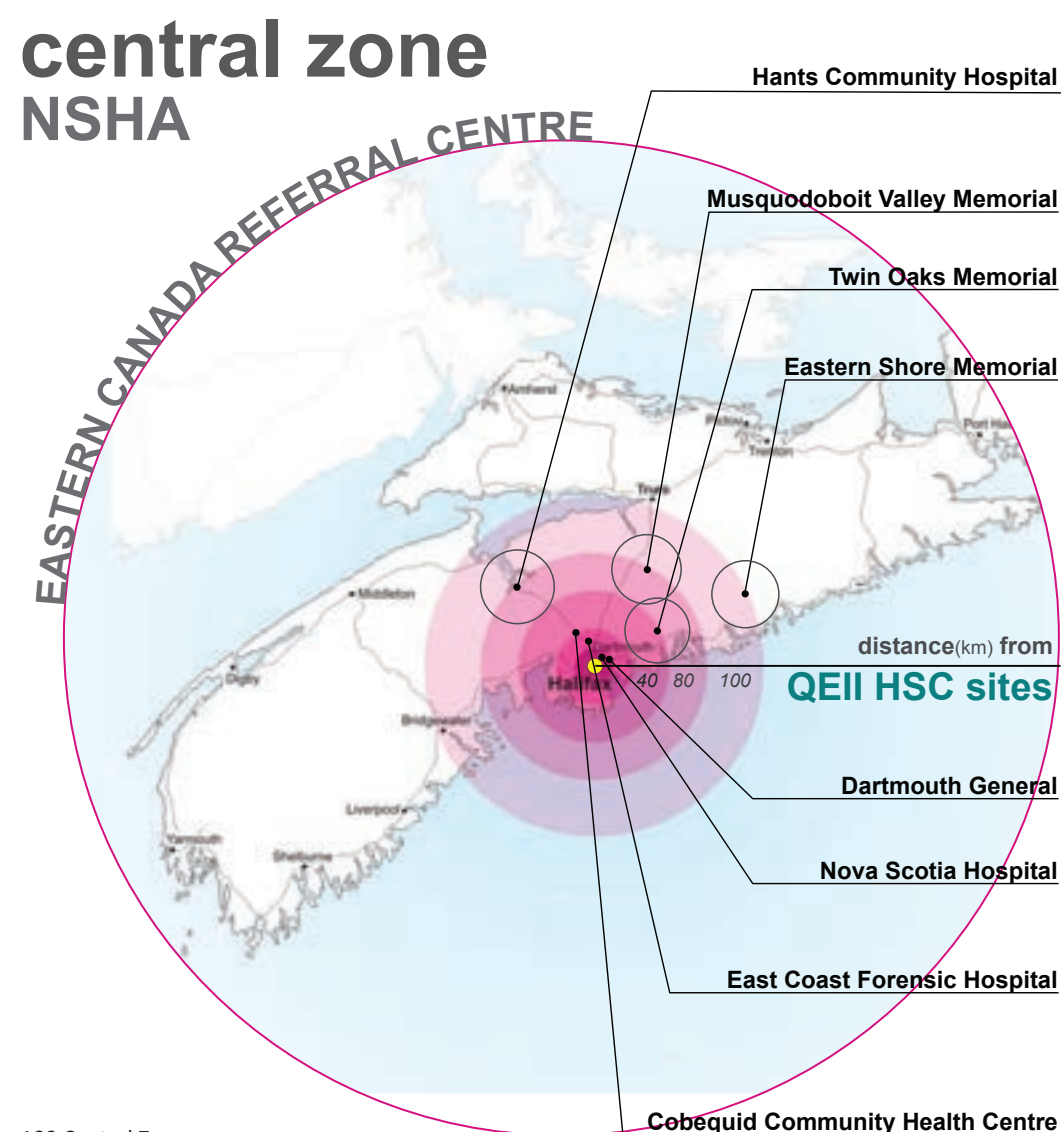 central zone
NSHA
EASTERN CANADA REFERRAL CENTRE
Hants Community Hospital
Musquodoboit Valley Memorial
Twin Oaks Memorial
Eastern Shore Memorial
Amherst
Pictou
Trenton
Port
Truro
Middleton
Digby
Dartmouth
Halifax
40 80 100
distance(km) from
QEII HSC sites
Bridgewater
Liverpool
Yarmouth
Shelburne
Dartmouth General
Nova Scotia Hospital
East Coast Forensic Hospital
Cobequid Community Health Centre